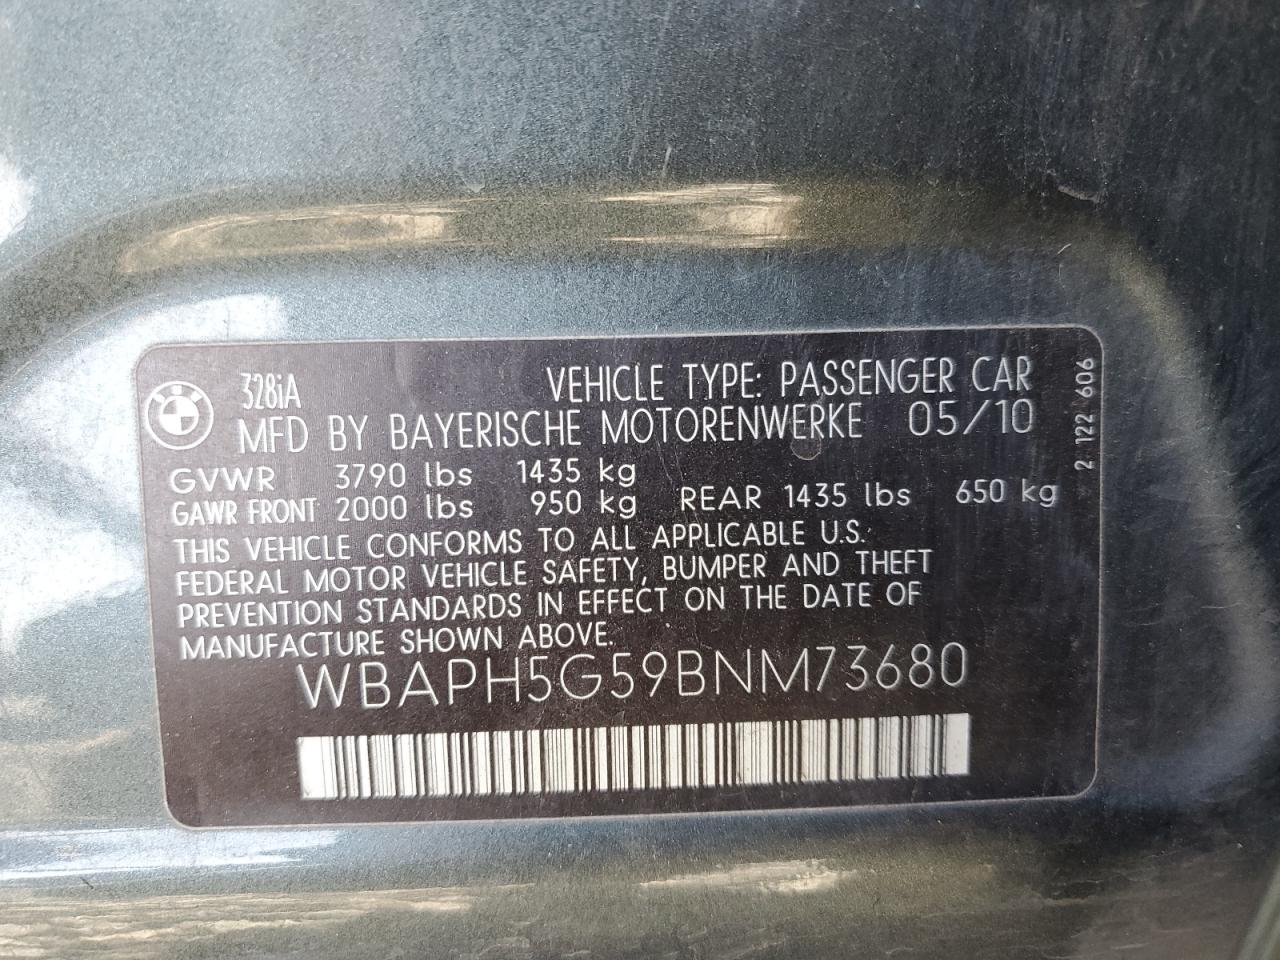 328iA VEHICLE TYPE: PASSENGER CAR
MFD BY BAYERISCHE MOTORENWERKE 05/10
GVWR 3790 lbs 1435 kg
GAWR FRONT 2000 lbs 950 kg REAR 1435 lbs 650 kg
THIS VEHICLE CONFORMS TO ALL APPLICABLE U.S.
FEDERAL MOTOR VEHICLE SAFETY, BUMPER AND THEFT
PREVENTION STANDARDS IN EFFECT ON THE DATE OF
MANUFACTURE SHOWN ABOVE.
WBAPH5G59BNM73680
2 122 606